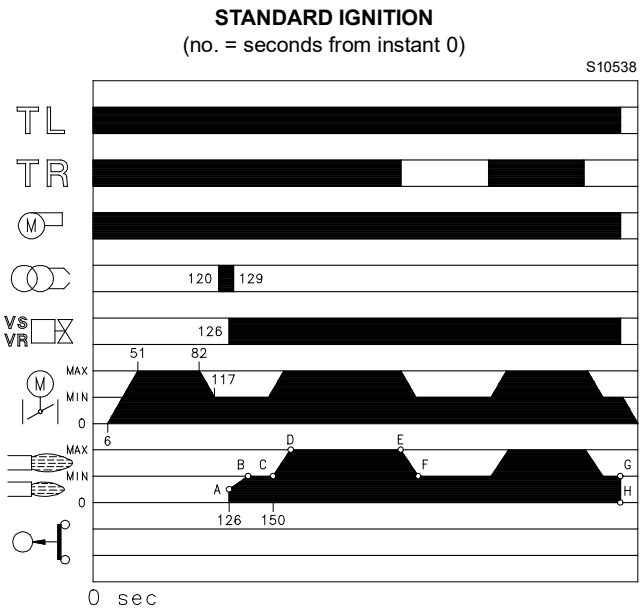 STANDARD IGNITION
(no. = seconds from instant 0)
S10538
TL
TR
M
120 129
VS
VR
126
51 82
M
MAX
117
MIN
0
6
MAX
D E
B C F G
MIN
A H
0
126 150
0 sec